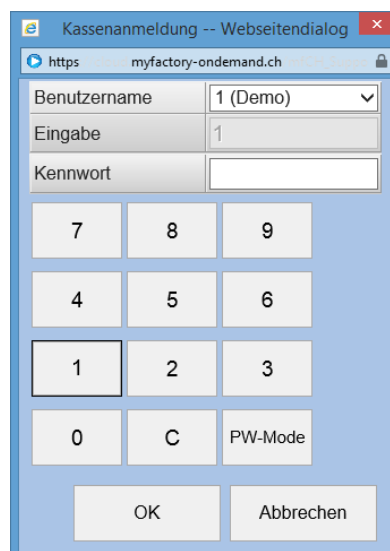 Kassenanmeldung -- Webseitendialog
https myfactory-ondemand.ch
Benutzername 1 (Demo)
Eingabe 1
Kennwort
7 8 9
4 5 6
1 2 3
0 C PW-Mode
OK Abbrechen